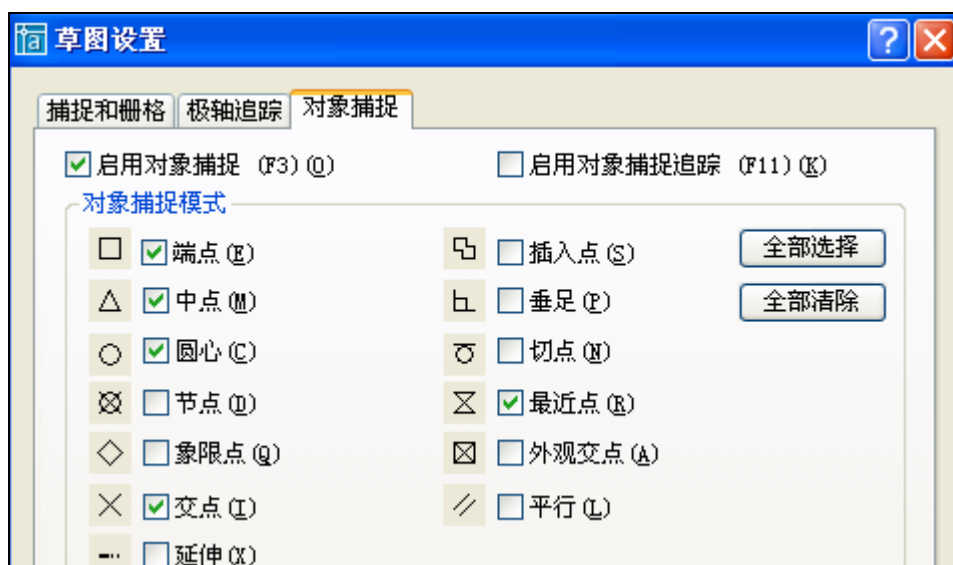 草图设置
捕捉和栅格 极轴追踪 对象捕捉
启用对象捕捉 (F3)(O) 启用对象捕捉追踪 (F11)(K)
对象捕捉模式
端点(E) 插入点(S) 全部选择
中点(M) 垂足(P) 全部清除
圆心(C) 切点(N)
节点(D) 最近点(R)
象限点(Q) 外观交点(A)
交点(I) 平行(L)
延伸(X)